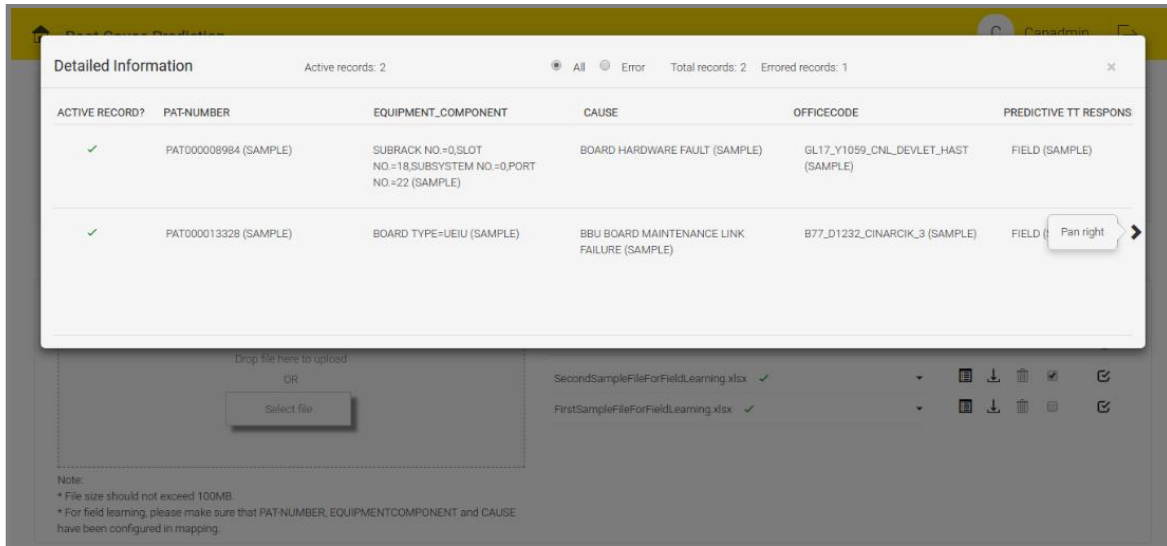 Root Cause Prediction
C Canadmin
Detailed Information Active records: 2 All Error Total records: 2 Errored records: 1 ×
ACTIVE RECORD? PAT-NUMBER EQUIPMENT_COMPONENT CAUSE OFFICECODE PREDICTIVE TT RESPONS
PAT000008984 (SAMPLE) SUBRACK NO.=0,SLOT BOARD HARDWARE FAULT (SAMPLE) GL17_Y1059_CNL_DEVLET_HAST FIELD (SAMPLE)
NO.=18,SUBSYSTEM NO.=0,PORT (SAMPLE)
NO.=22 (SAMPLE)
PAT000013328 (SAMPLE) BOARD TYPE=UEIU (SAMPLE) BBU BOARD MAINTENANCE LINK B77_D1232_CINARCIK_3 (SAMPLE) FIELD ( Pan right
FAILURE (SAMPLE)
Drop file here to upload
OR
Select file
SecondSampleFileForFieldLearning.xlsx
FirstSampleFileForFieldLearning.xlsx
Note:
* File size should not exceed 100MB.
* For field learning, please make sure that PAT-NUMBER, EQUIPMENTCOMPONENT and CAUSE
have been configured in mapping.